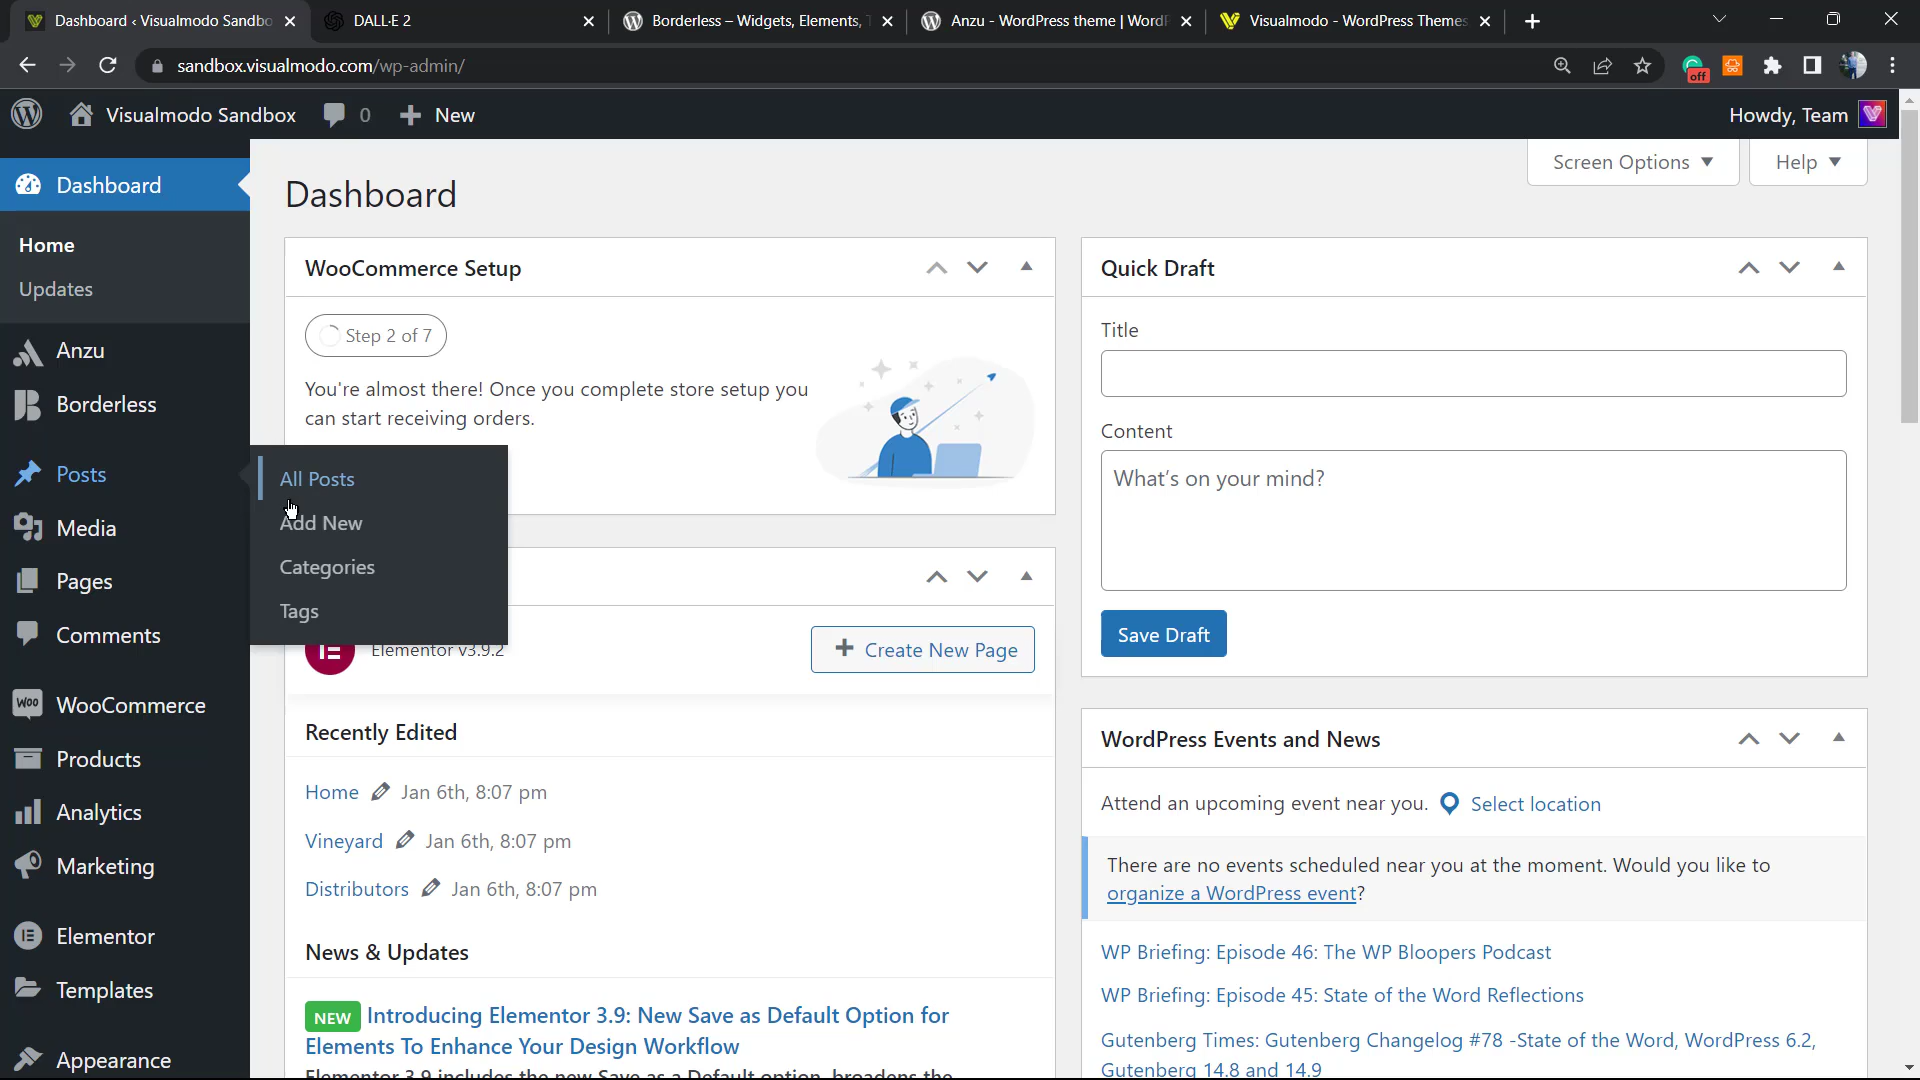 Dashboard ‹ Visualmodo Sandbo
DALL·E 2
Borderless – Widgets, Elements, T
Anzu - WordPress theme | WordP
Visualmodo - WordPress Themes
sandbox.visualmodo.com/wp-admin/
off
Visualmodo Sandbox
0
New
Howdy, Team
Dashboard
Home
Updates
Anzu
Borderless
Posts
Media
Pages
Comments
WooCommerce
Products
Analytics
Marketing
Elementor
Templates
Appearance
All Posts
Add New
Categories
Tags
Screen Options
Help
Dashboard
WooCommerce Setup
Step 2 of 7
You're almost there! Once you complete store setup you
can start receiving orders.
Elementor v3.9.2
Create New Page
Recently Edited
Home Jan 6th, 8:07 pm
Vineyard Jan 6th, 8:07 pm
Distributors Jan 6th, 8:07 pm
News & Updates
NEW Introducing Elementor 3.9: New Save as Default Option for
Elements To Enhance Your Design Workflow
Elementor 3.9 includes the new Save as a Default option, broadens the
Quick Draft
Title
Content
What's on your mind?
Save Draft
WordPress Events and News
Attend an upcoming event near you. Select location
There are no events scheduled near you at the moment. Would you like to
organize a WordPress event?
WP Briefing: Episode 46: The WP Bloopers Podcast
WP Briefing: Episode 45: State of the Word Reflections
Gutenberg Times: Gutenberg Changelog #78 -State of the Word, WordPress 6.2,
Gutenberg 14.8 and 14.9